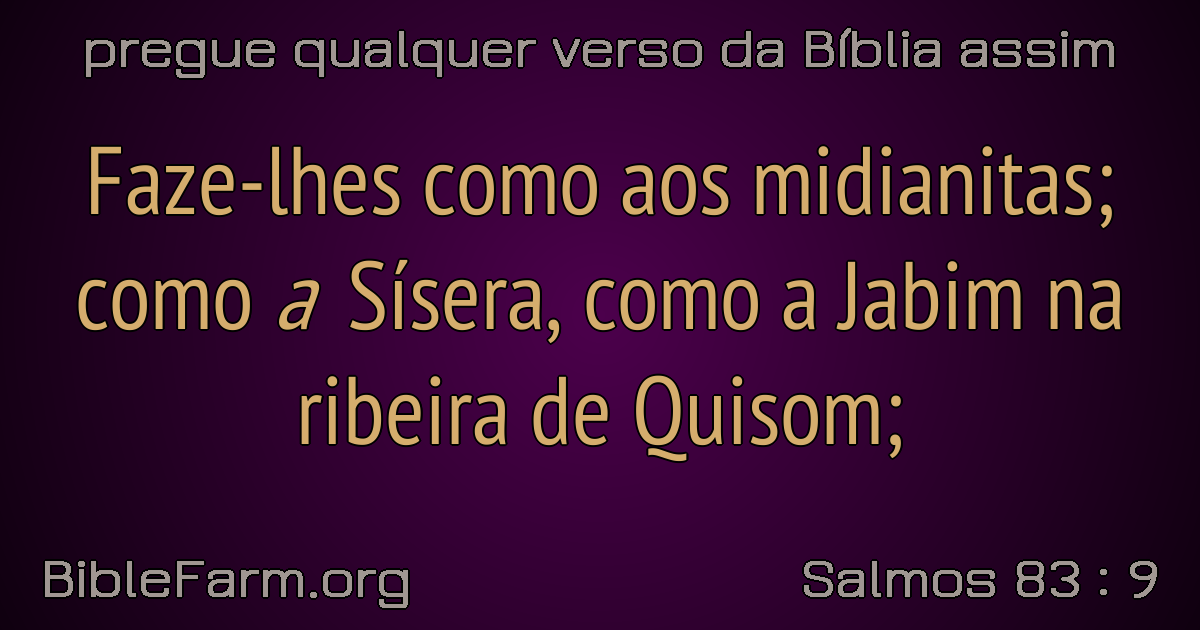 pregue qualquer verso da Bíblia assim
Faze-lhes como aos midianitas;
como a Sísera, como a Jabim na
ribeira de Quisom;
BibleFarm.org
Salmos 83 : 9